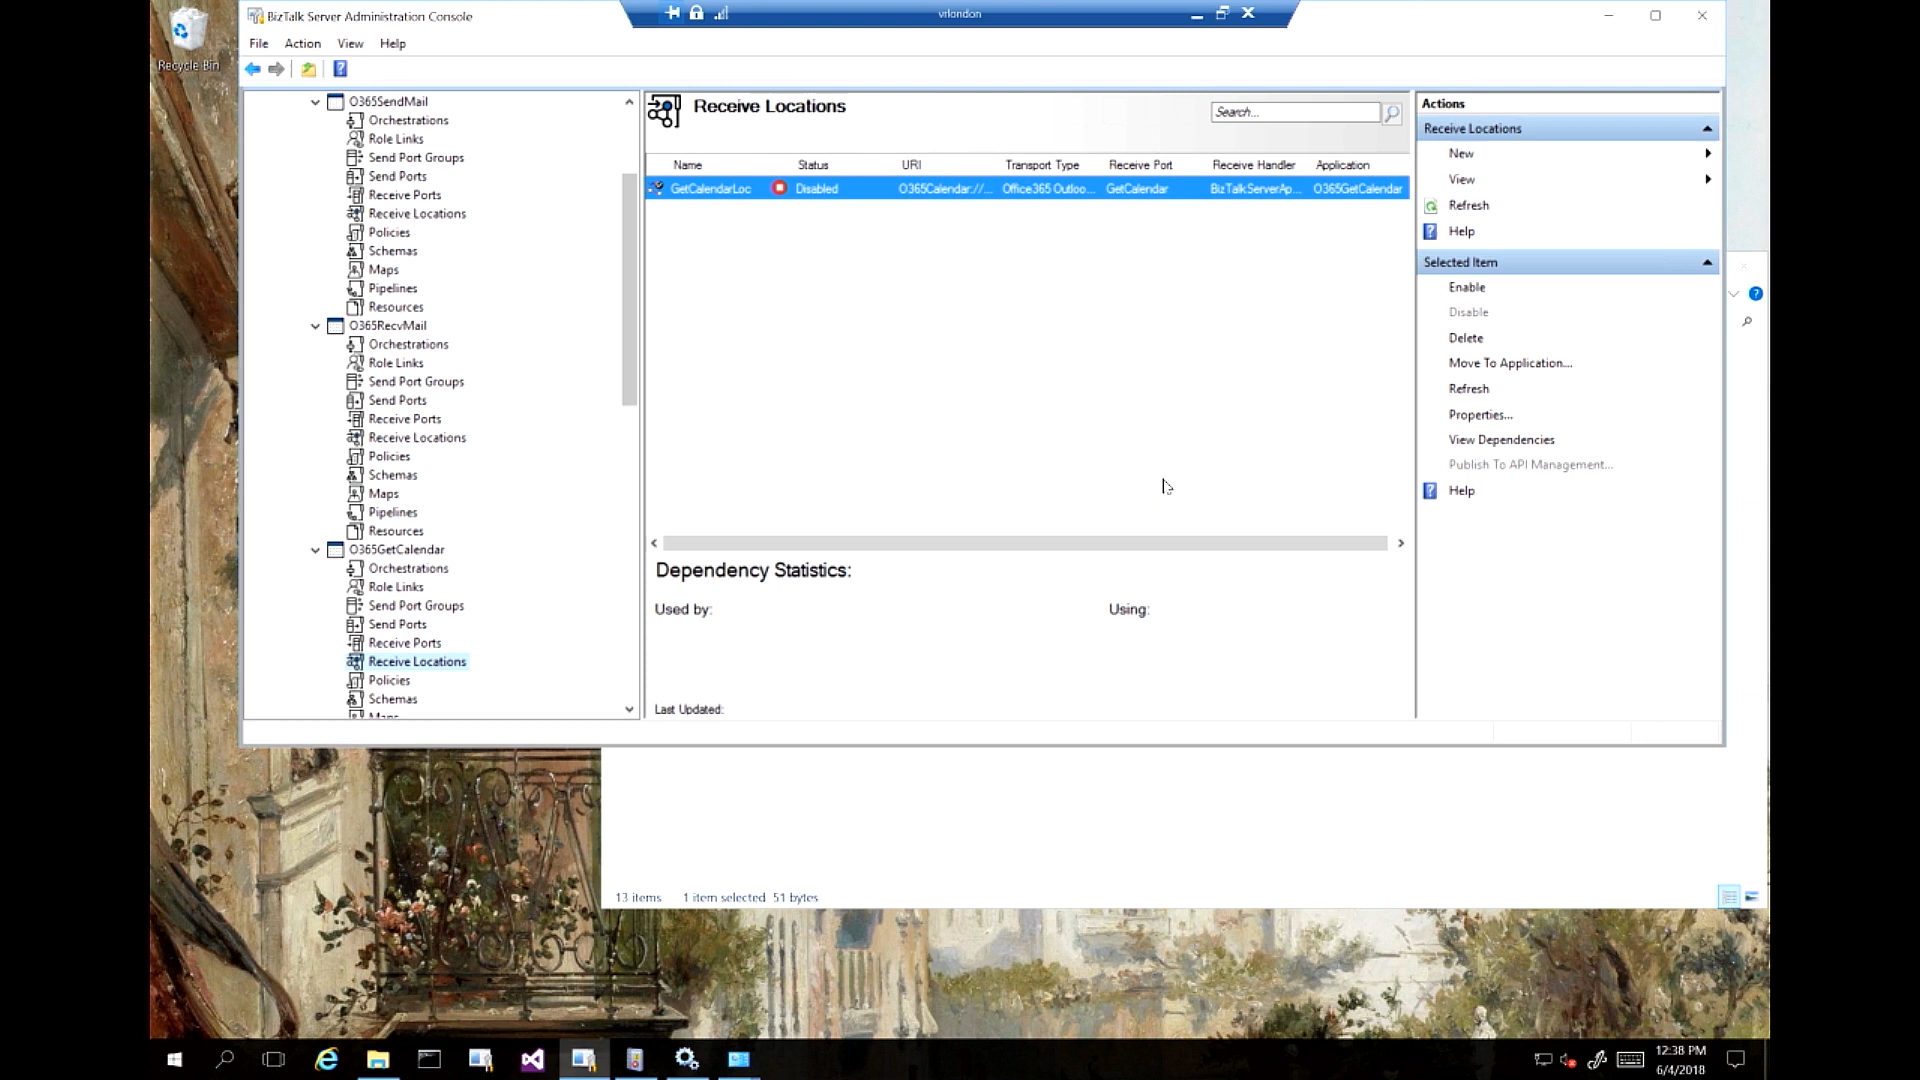 Recycle Bin
BizTalk Server Administration Console
vrlondon
File Action View Help
O365SendMail
Orchestrations
Role Links
Send Port Groups
Send Ports
Receive Ports
Receive Locations
Policies
Schemas
Maps
Pipelines
Resources
O365RecvMail
Orchestrations
Role Links
Send Port Groups
Send Ports
Receive Ports
Receive Locations
Policies
Schemas
Maps
Pipelines
Resources
O365GetCalendar
Orchestrations
Role Links
Send Port Groups
Send Ports
Receive Ports
Receive Locations
Policies
Schemas
Maps
Receive Locations
Search...
Name Status URI Transport Type Receive Port Receive Handler Application
GetCalendarLoc Disabled O365Calendar://... Office365 Outloo... GetCalendar BizTalkServerAp... O365GetCalendar
Dependency Statistics:
Used by: Using:
Last Updated:
Actions
Receive Locations
New
View
Refresh
Help
Selected Item
Enable
Disable
Delete
Move To Application...
Refresh
Properties...
View Dependencies
Publish To API Management...
Help
13 items 1 item selected 51 bytes
12:38 PM
6/4/2018